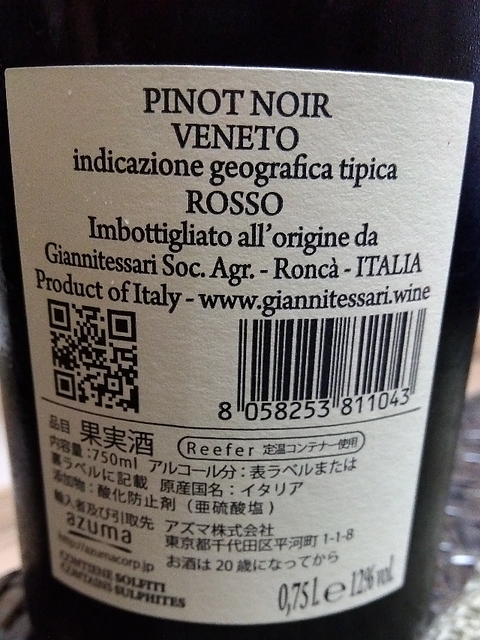 PINOT NOIR
VENETO
indicazione geografica tipica
ROSSO
Imbottigliato all'origine da
Giannitessari Soc. Agr. - Roncà - ITALIA
Product of Italy - www.giannitessari.wine
8 058253 811043
品目 果実酒 Reefer 定温コンテナー使用
内容量:750ml アルコール分:表ラベルまたは
裏ラベルに記載 原産国名:イタリア
添加物:酸化防止剤(亜硫酸塩)
輸入者及び引取先 アズマ株式会社
azuma 東京都千代田区平河町 1-1-8
http://azumacorp.jp お酒は20歳になってから
CONTIENE SOLFITI
CONTAINS SULPHITES
0,75 L e 12% vol.